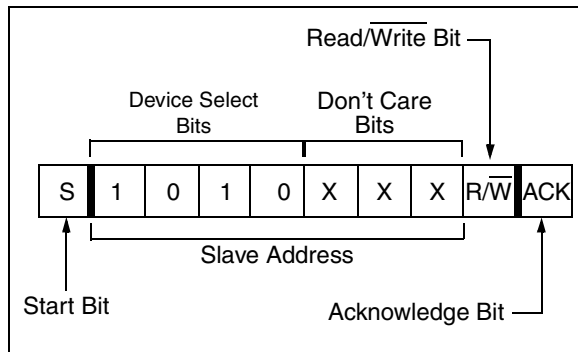 Read/Write Bit
Device Select Bits
Don't Care Bits
S 1 0 1 0 X X X R/W ACK
Slave Address
Start Bit
Acknowledge Bit